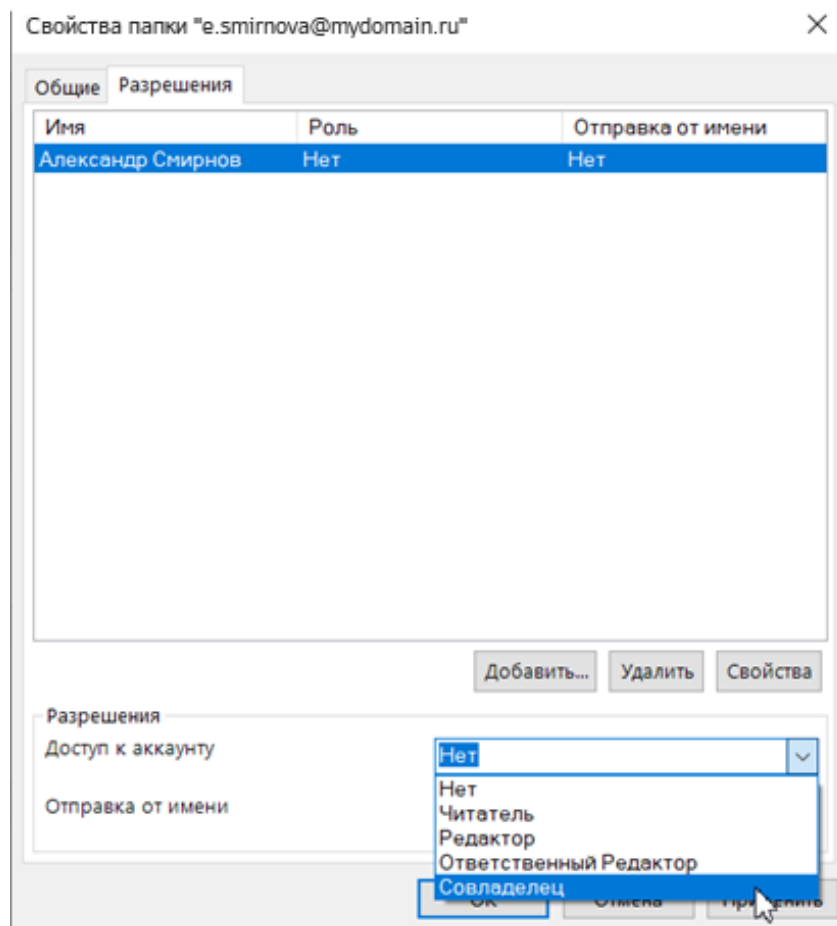 Свойства папки "e.smirnova@mydomain.ru"
Общие Разрешения
Имя Роль Отправка от имени
Александр Смирнов Нет Нет
Добавить... Удалить Свойства
Разрешения
Доступ к аккаунту Нет
Нет
Отправка от имени
Читатель
Редактор
Ответственный Редактор
Совладелец